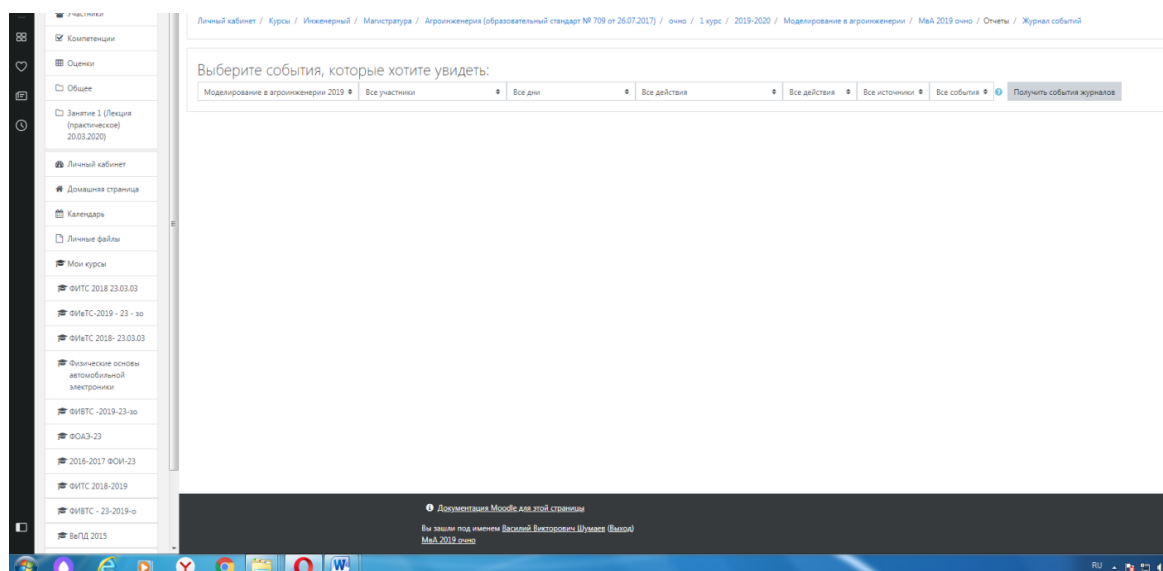 Участники
Личный кабинет / Курсы / Инженерный / Магистратура / Агроинженерия (образовательный стандарт № 709 от 26.07.2017) / очно / 1 курс / 2019-2020 / Моделирование в агроинженерии / МвА 2019 очно / Отчеты / Журнал событий
Компетенции
Оценки
Общее
Занятие 1 (Лекция
(практическое)
20.03.2020)
Личный кабинет
Домашняя страница
Календарь
Личные файлы
Мои курсы
ФИТС 2018 23.03.03
ФИвТС-2019 - 23 - зо
ФИвТС 2018- 23.03.03
Физические основы
автомобильной
электроники
ФИВТС -2019-23-зо
ФОАЭ-23
2016-2017 ФОИ-23
ФИТС 2018-2019
ФИВТС - 23-2019-о
ВеПД 2015
Выберите события, которые хотите увидеть:
Моделирование в агроинженерии 2019 Все участники Все дни Все действия Все действия Все источники Все события Получить события журналов
Документация Moodle для этой страницы
Вы зашли под именем Василий Викторович Шумаев (Выход)
МвА 2019 очно
RU